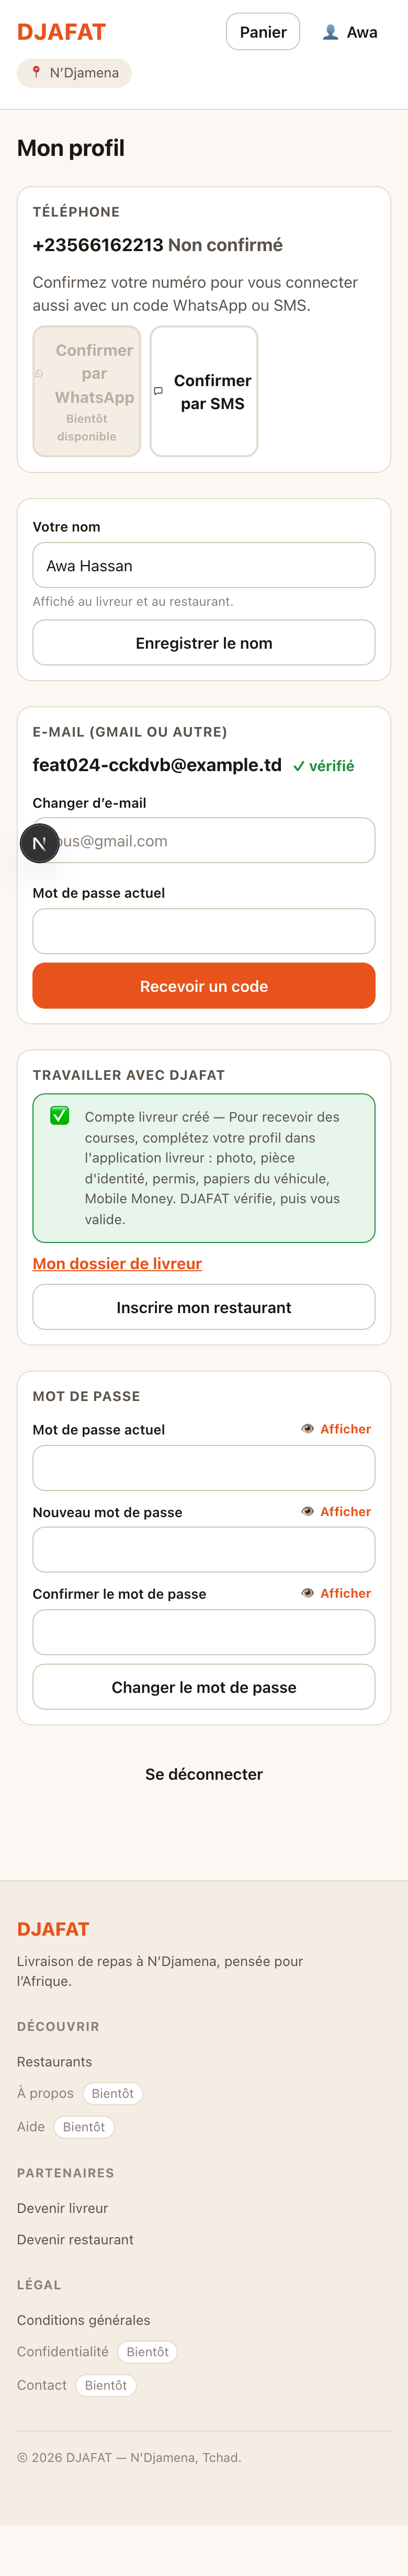 DJAFAT
Panier
Awa
N'Djamena
Mon profil
TÉLÉPHONE
+23566162213 Non confirmé
Confirmez votre numéro pour vous connecter
aussi avec un code WhatsApp ou SMS.
Confirmer
par
WhatsApp
Bientôt
disponible
Confirmer
par SMS
Votre nom
Awa Hassan
Affiché au livreur et au restaurant.
Enregistrer le nom
E-MAIL (GMAIL OU AUTRE)
feat024-cckdvb@example.td ✓ vérifié
Changer d'e-mail
N
ous@gmail.com
Mot de passe actuel
Recevoir un code
TRAVAILLER AVEC DJAFAT
Compte livreur créé — Pour recevoir des
courses, complétez votre profil dans
l'application livreur : photo, pièce
d'identité, permis, papiers du véhicule,
Mobile Money. DJAFAT vérifie, puis vous
valide.
Mon dossier de livreur
Inscrire mon restaurant
MOT DE PASSE
Mot de passe actuel
Afficher
Nouveau mot de passe
Afficher
Confirmer le mot de passe
Afficher
Changer le mot de passe
Se déconnecter
DJAFAT
Livraison de repas à N'Djamena, pensée pour
l'Afrique.
DÉCOUVRIR
Restaurants
À propos Bientôt
Aide Bientôt
PARTENAIRES
Devenir livreur
Devenir restaurant
LÉGAL
Conditions générales
Confidentialité Bientôt
Contact Bientôt
© 2026 DJAFAT — N'Djamena, Tchad.